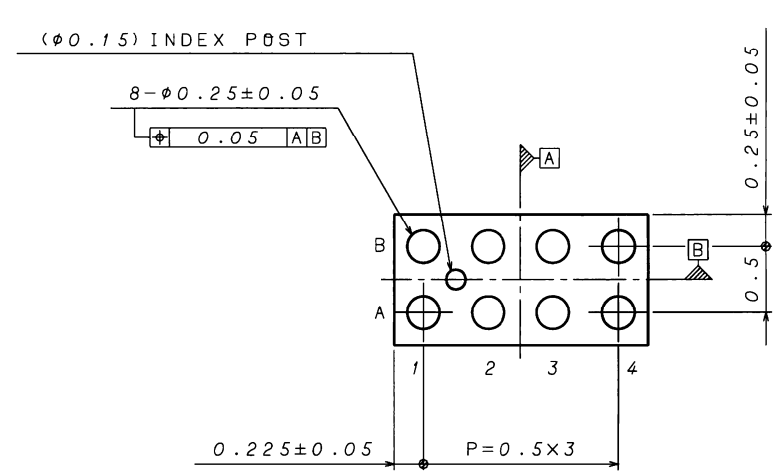 (φ0.15) INDEX POST
8-φ0.25±0.05
⌖ 0.05 A B
A
0.25±0.05
B
B
0.5
A
1 2 3 4
0.225±0.05
P=0.5×3